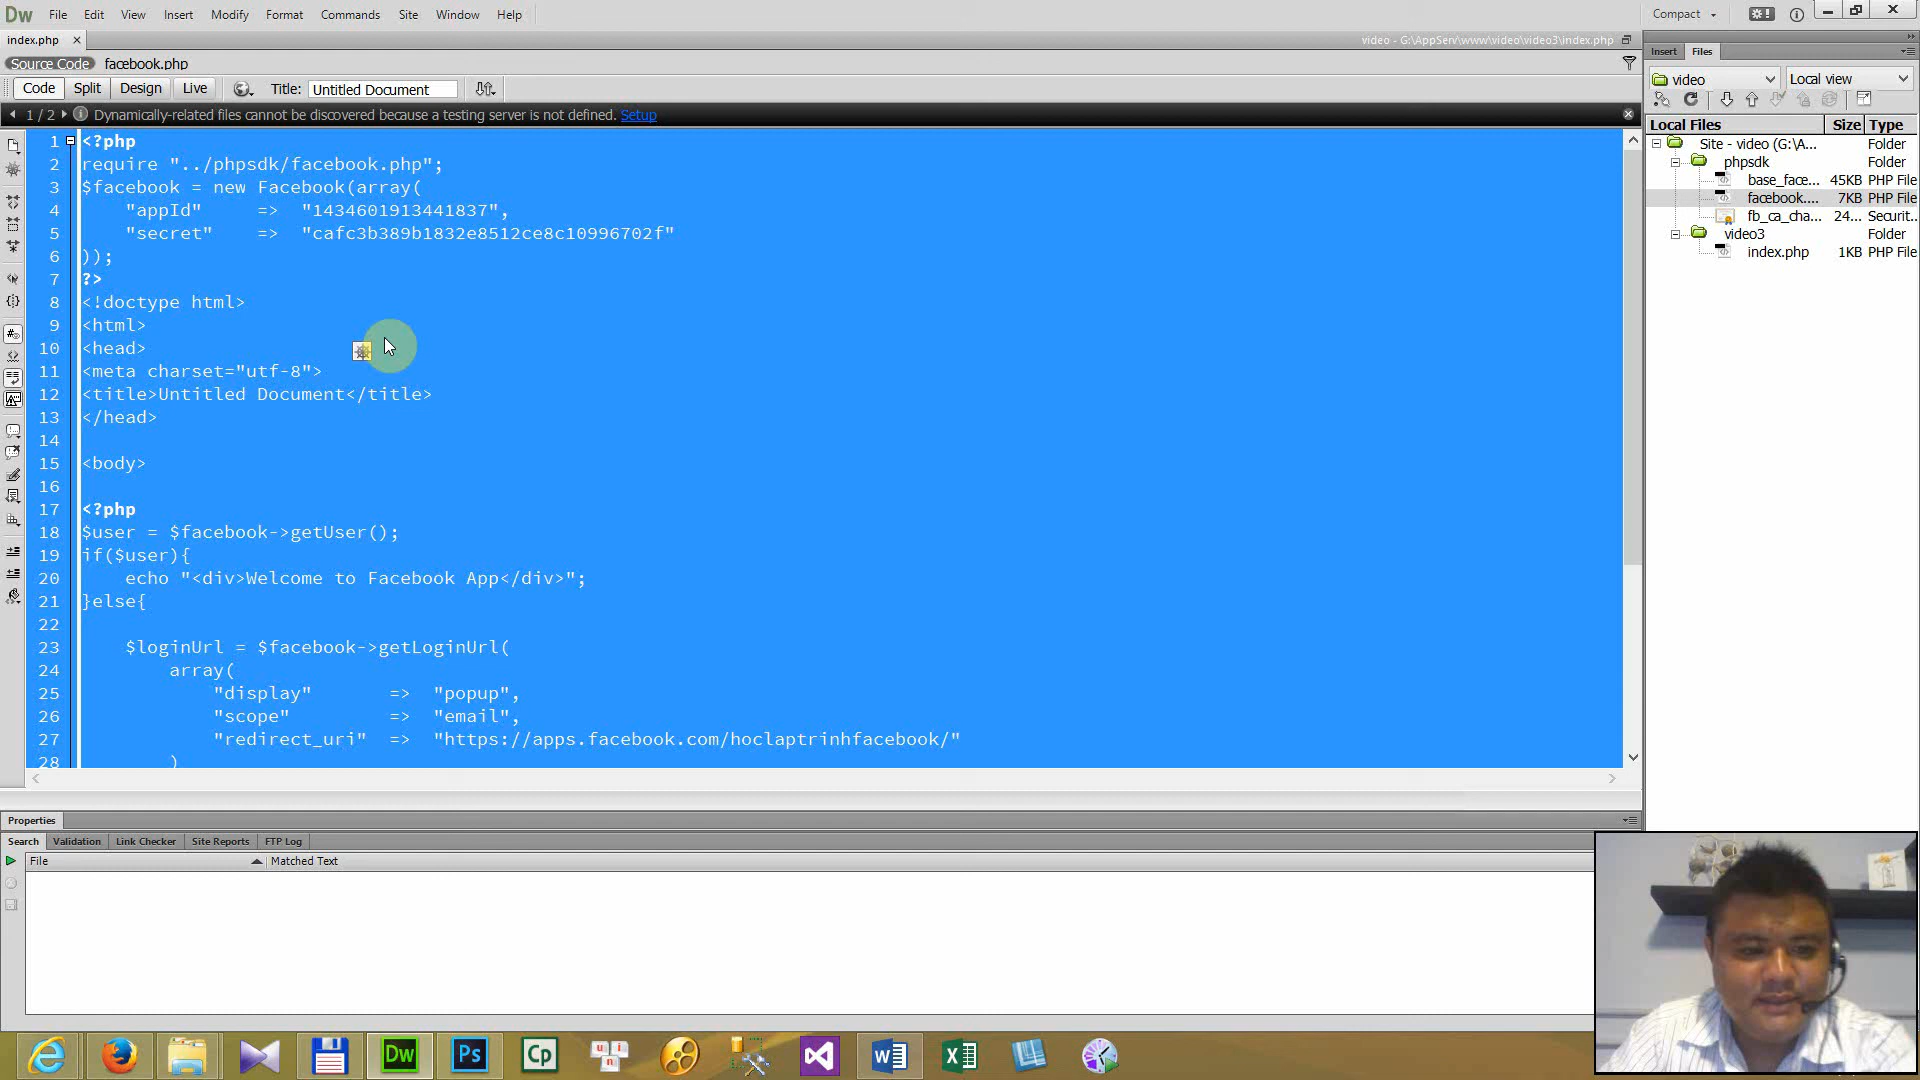 Dw File Edit View Insert Modify Format Commands Site Window Help Compact
index.php video - G:\AppServ\www\video\video3\index.php
Source Code facebook.php
Code Split Design Live Title: Untitled Document
1 / 2 Dynamically-related files cannot be discovered because a testing server is not defined. Setup
1 <?php
2 require "../phpsdk/facebook.php";
3 $facebook = new Facebook(array(
4 "appId" => "1434601913441837",
5 "secret" => "cafc3b389b1832e8512ce8c10996702f"
6 ));
7 ?>
8 <!doctype html>
9 <html>
10 <head>
11 <meta charset="utf-8">
12 <title>Untitled Document</title>
13 </head>
14
15 <body>
16
17 <?php
18 $user = $facebook->getUser();
19 if($user){
20 echo "<div>Welcome to Facebook App</div>";
21 }else{
22
23 $loginUrl = $facebook->getLoginUrl(
24 array(
25 "display" => "popup",
26 "scope" => "email",
27 "redirect_uri" => "https://apps.facebook.com/hoclaptrinhfacebook/"
28 )
Insert Files
video Local view
Local Files Size Type
Site - video (G:\A... Folder
phpsdk Folder
base_face... 45KB PHP File
facebook.... 7KB PHP File
fb_ca_cha... 24... Securit..
video3 Folder
index.php 1KB PHP File
Properties
Search Validation Link Checker Site Reports FTP Log
File Matched Text
Dw Ps Cp u i n